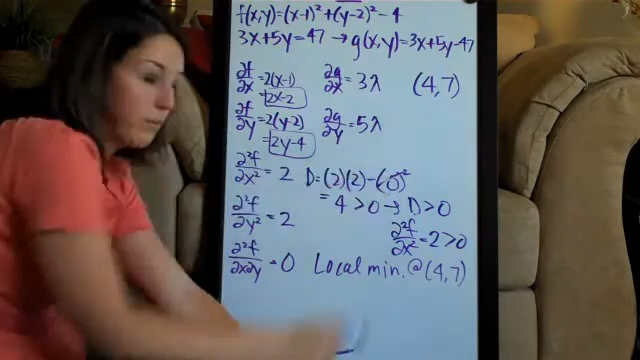 f(x,y)=(x-1)²+(y-2)²-4
3x+5y=47→g(x,y)=3x+5y-47
∂f/∂x=2(x-1) ∂g/∂x=3λ (4,7)
=2x-2
∂f/∂y=2(y-2) ∂g/∂y=5λ
=2y-4
∂²f/∂x²=2 D=(2)(2)-(0)²
=4>0→D>0
∂²f/∂y²=2 ∂²f/∂x²=2>0
∂²f/∂x∂y=0 Local min.@(4,7)